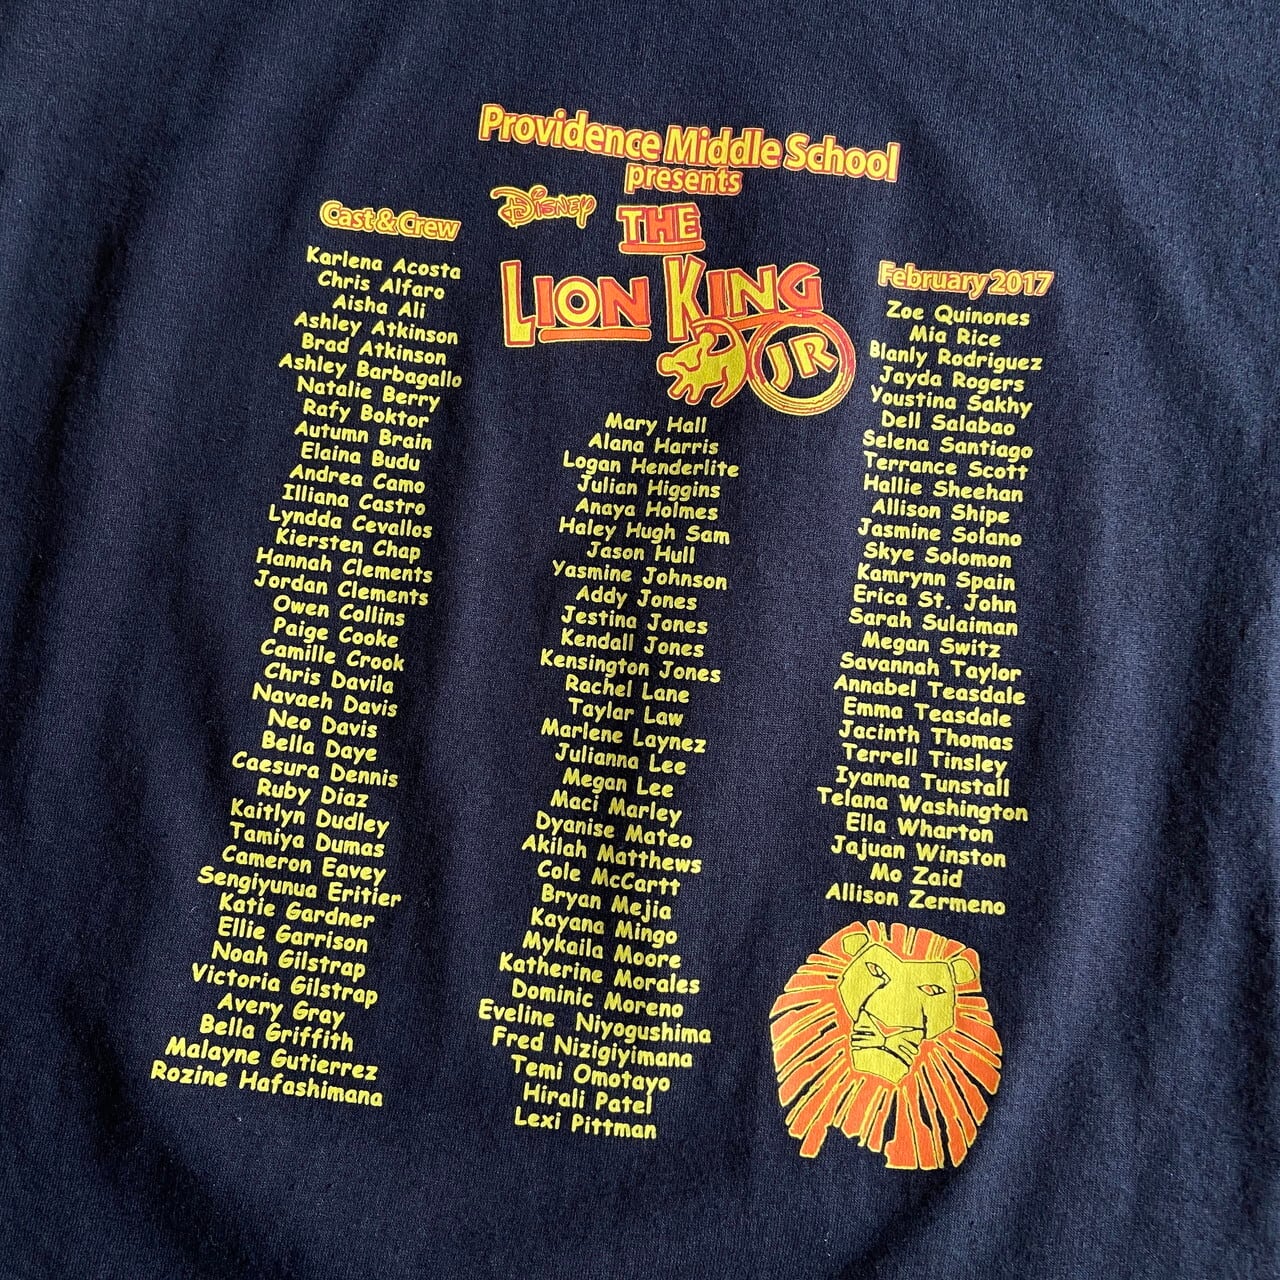 Providence Middle School
presents
Disney
THE
LION KING
JR
Cast & Crew
Karlena Acosta
Chris Alfaro
Aisha Ali
Ashley Atkinson
Brad Atkinson
Ashley Barbagallo
Natalie Berry
Rafy Boktor
Autumn Brain
Elaina Budu
Andrea Camo
Illiana Castro
Lyndda Cevallos
Kiersten Chap
Hannah Clements
Jordan Clements
Owen Collins
Paige Cooke
Camille Crook
Chris Davila
Navaeh Davis
Neo Davis
Bella Daye
Caesura Dennis
Ruby Diaz
Kaitlyn Dudley
Tamiya Dumas
Cameron Eavey
Sengiyunua Eritier
Katie Gardner
Ellie Garrison
Noah Gilstrap
Victoria Gilstrap
Avery Gray
Bella Griffith
Malayne Gutierrez
Rozine Hafashimana
Mary Hall
Alana Harris
Logan Henderlite
Julian Higgins
Anaya Holmes
Haley Hugh Sam
Jason Hull
Yasmine Johnson
Addy Jones
Jestina Jones
Kendall Jones
Kensington Jones
Rachel Lane
Taylar Law
Marlene Laynez
Julianna Lee
Megan Lee
Maci Marley
Dyanise Mateo
Akilah Matthews
Cole McCartt
Bryan Mejia
Kayana Mingo
Mykaila Moore
Katherine Morales
Dominic Moreno
Eveline Niyogushima
Fred Nizigiyimana
Temi Omotayo
Hirali Patel
Lexi Pittman
February 2017
Zoe Quinones
Mia Rice
Blanly Rodriguez
Jayda Rogers
Youstina Sakhy
Dell Salabao
Selena Santiago
Terrance Scott
Hallie Sheehan
Allison Shipe
Jasmine Solano
Skye Solomon
Kamrynn Spain
Erica St. John
Sarah Sulaiman
Megan Switz
Savannah Taylor
Annabel Teasdale
Emma Teasdale
Jacinth Thomas
Terrell Tinsley
Iyanna Tunstall
Telana Washington
Ella Wharton
Jajuan Winston
Mo Zaid
Allison Zermeno